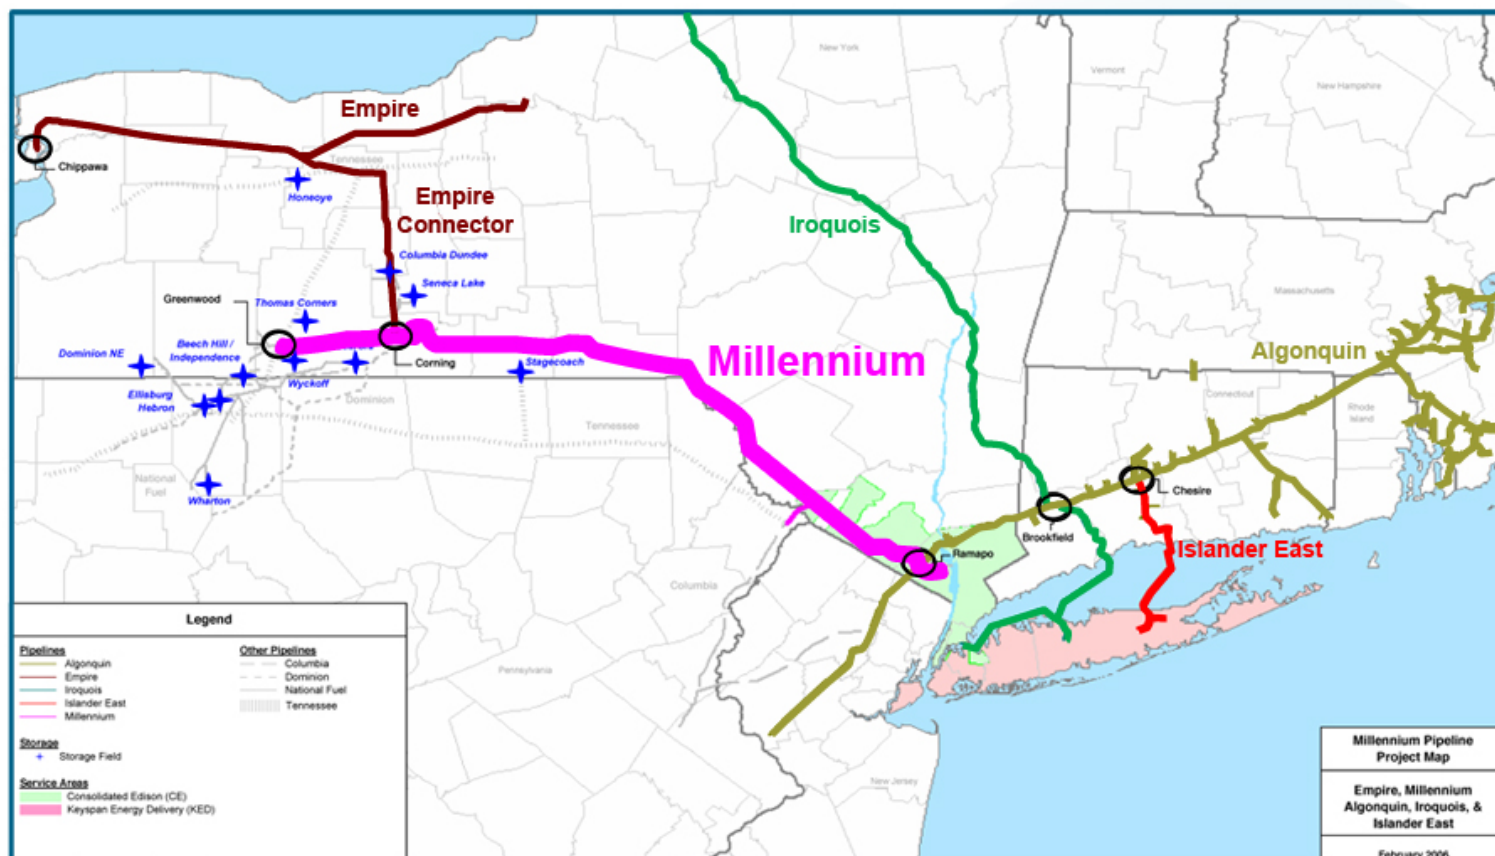 New York
Vermont
New Hampshire
Empire
Chippawa
Tennessee
Honeoye
Empire
Connector
Iroquois
Columbia Dundee
Seneca Lake
Massachusetts
Greenwood
Thomas Corners
Beech Hill /
Independence
Dominion NE
Corning
Stagecoach
Millennium
Algonquin
Wyckoff
Ellisburg
Hebron
Dominion
Connecticut
Rhode
Island
Tennessee
National
Fuel
Wharton
Chesire
Brookfield
Ramapo
Islander East
Columbia
Pennsylvania
New Jersey
Legend
Pipelines
Algonquin
Empire
Iroquois
Islander East
Millennium
Other Pipelines
Columbia
Dominion
National Fuel
Tennessee
Storage
Storage Field
Service Areas
Consolidated Edison (CE)
Keyspan Energy Delivery (KED)
Millennium Pipeline
Project Map
Empire, Millennium
Algonquin, Iroquois, &
Islander East
February 2006